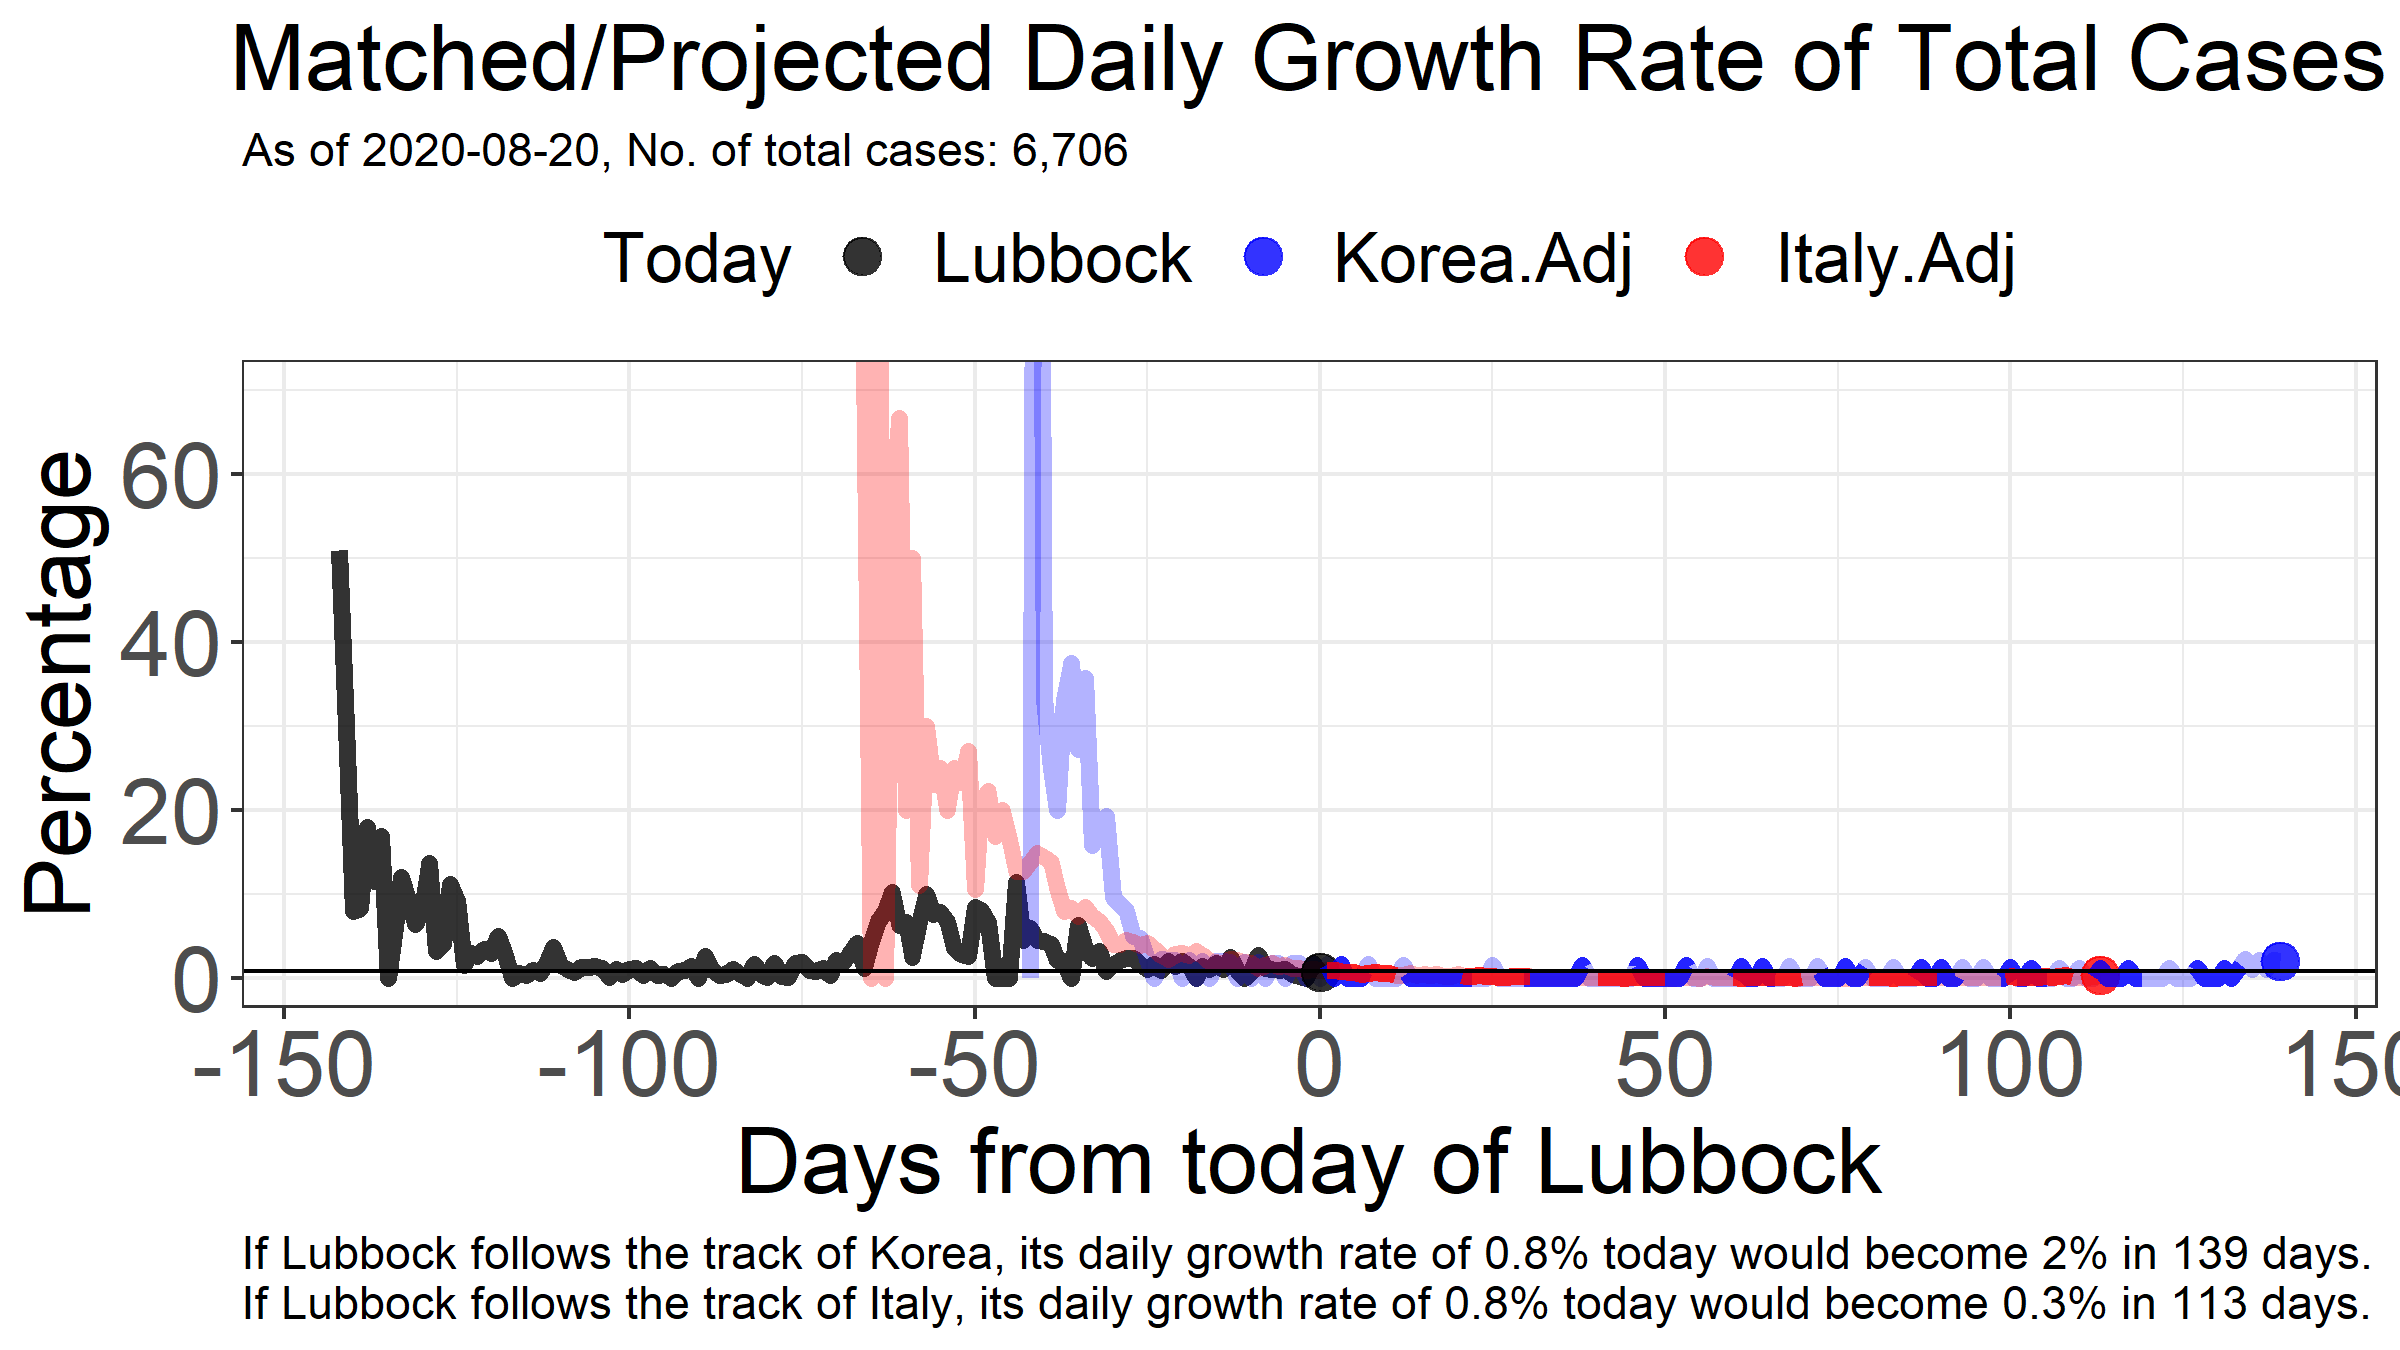 Matched/Projected Daily Growth Rate of Total Cases
As of 2020-08-20, No. of total cases: 6,706
Today Lubbock Korea.Adj Italy.Adj
Percentage
60
40
20
0
-150 -100 -50 0 50 100 150
Days from today of Lubbock
If Lubbock follows the track of Korea, its daily growth rate of 0.8% today would become 2% in 139 days.
If Lubbock follows the track of Italy, its daily growth rate of 0.8% today would become 0.3% in 113 days.